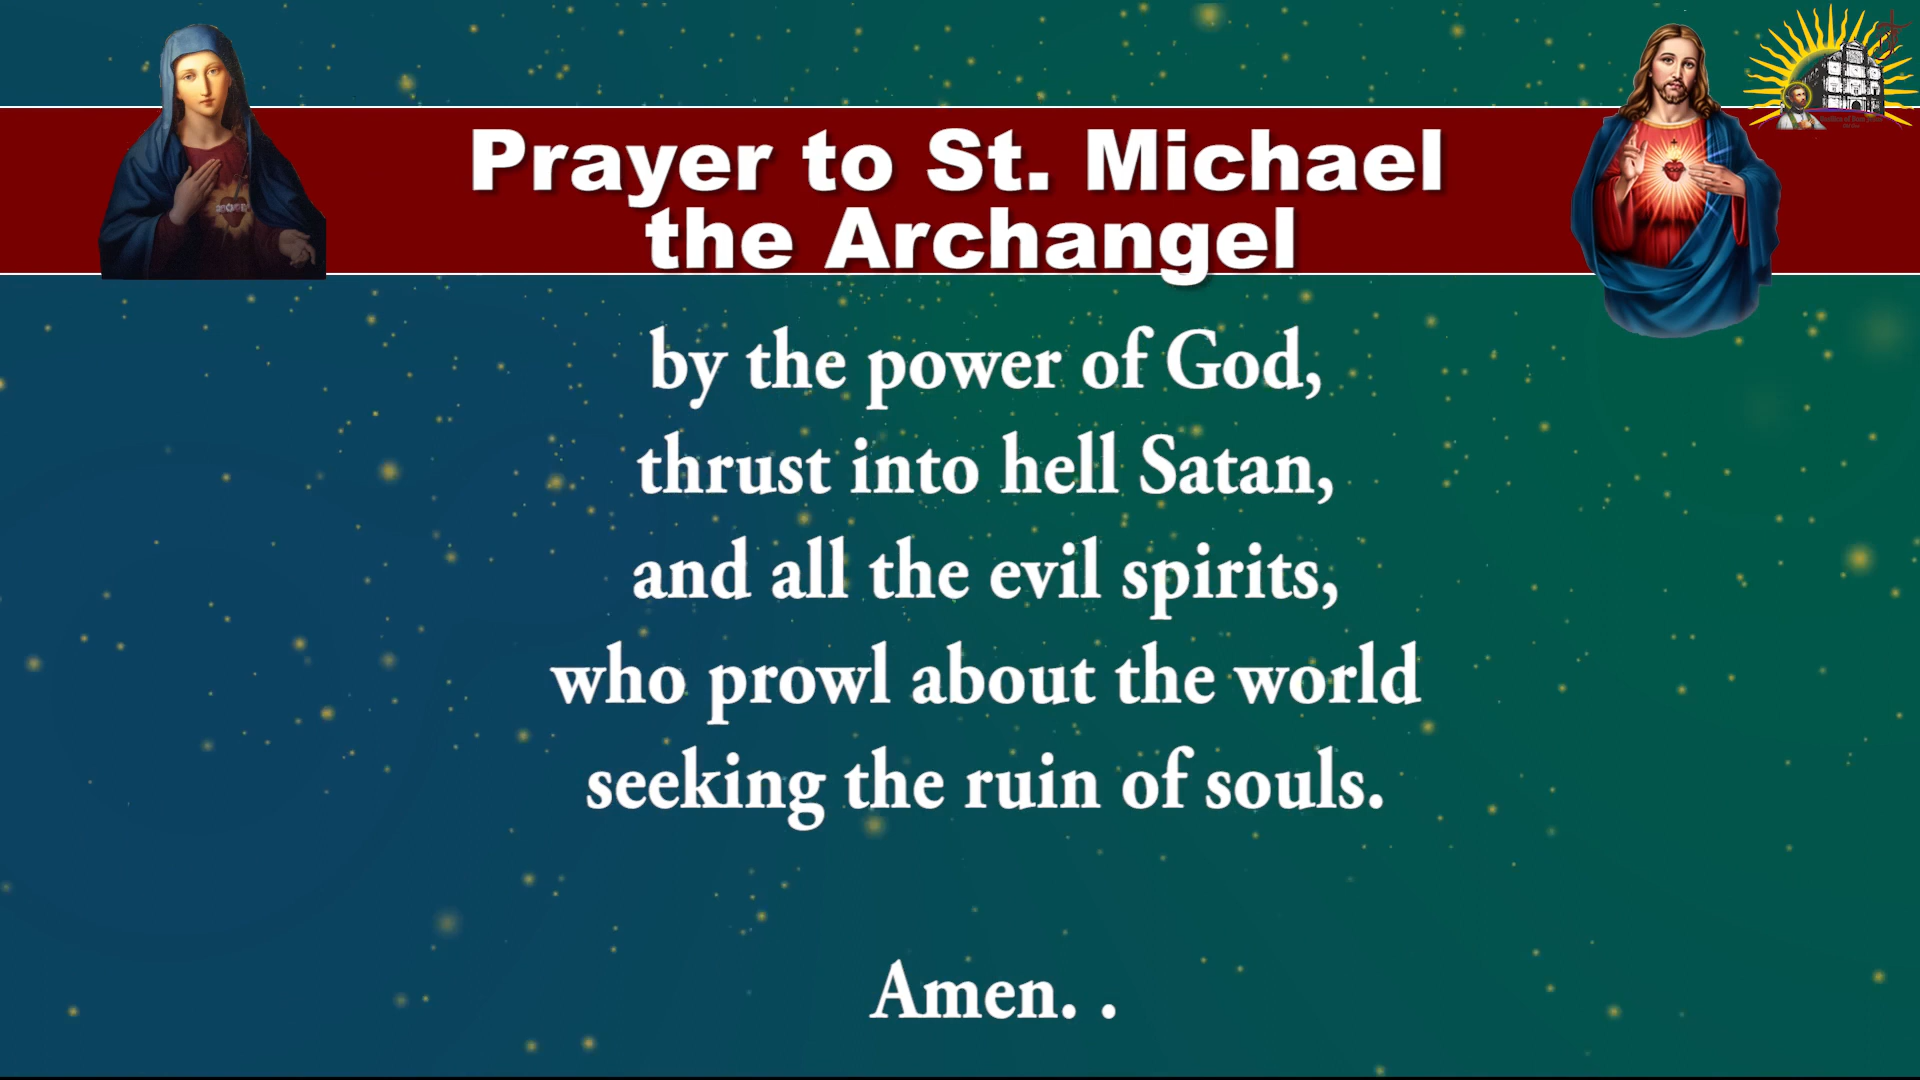 Prayer to St. Michael
the Archangel
by the power of God,
thrust into hell Satan,
and all the evil spirits,
who prowl about the world
seeking the ruin of souls.
Amen. .